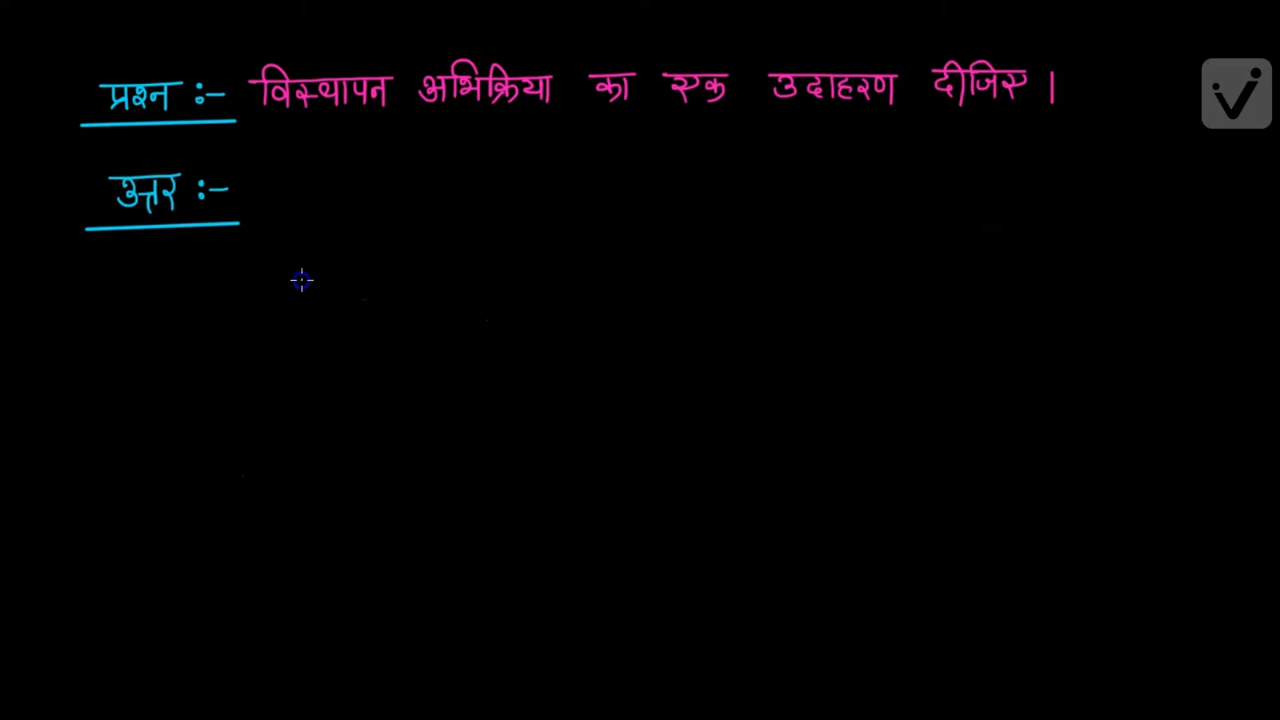 प्रश्न :- विस्थापन अभिक्रिया का एक उदाहरण दीजिए ।
उत्तर :-